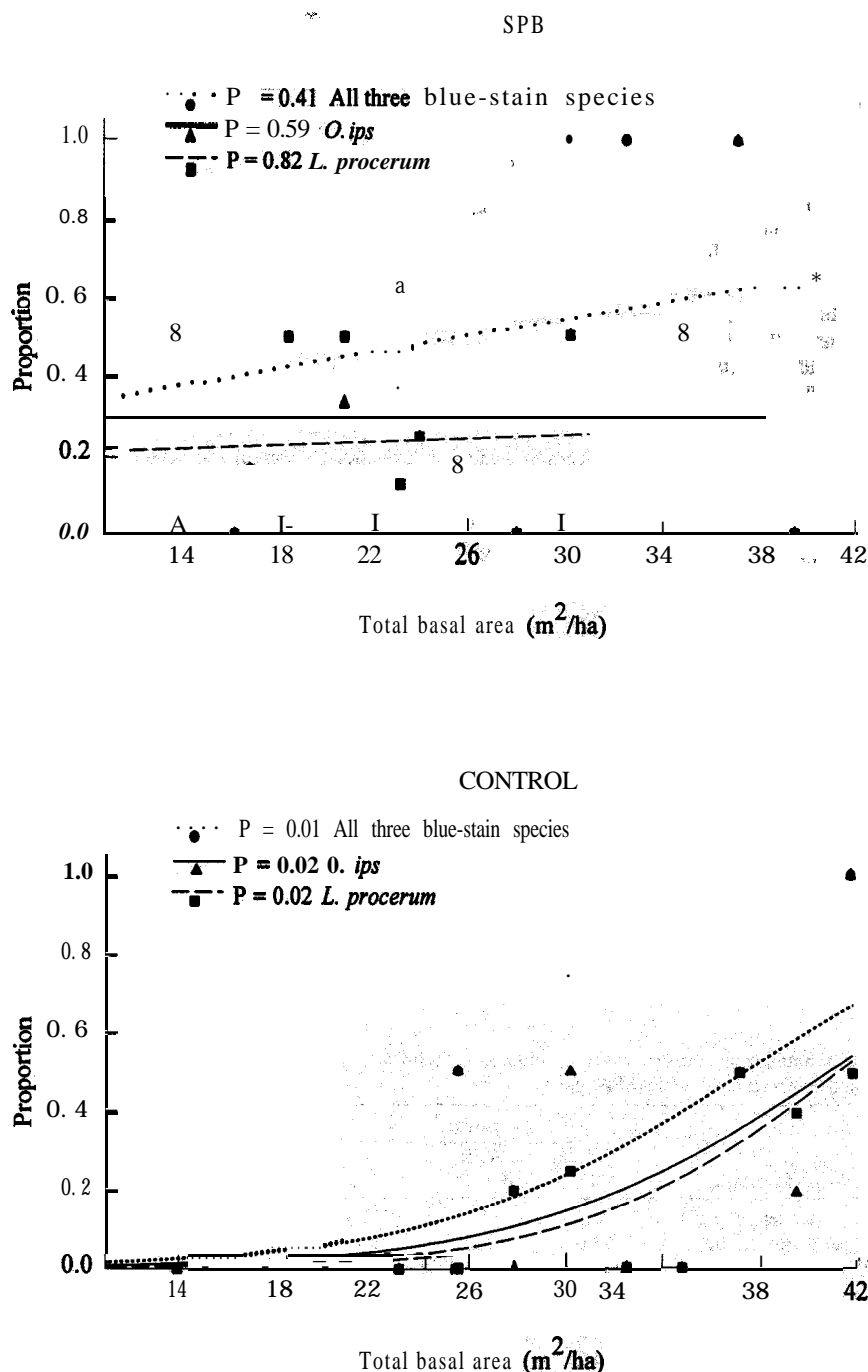 SPB
P = 0.41 All three blue-stain species
P = 0.59 O. ips
P = 0.82 L. procerum
1.0
0.8
0.6
0.4
0.2
0.0
Proportion
a
8
8
8
*
A
I-
I
I
14 18 22 26 30 34 38 42
Total basal area (m²/ha)
CONTROL
P = 0.01 All three blue-stain species
P = 0.02 0. ips
P = 0.02 L. procerum
1.0
0.8
0.6
0.4
0.2
0.0
Proportion
14 18 22 26 30 34 38 42
Total basal area (m²/ha)